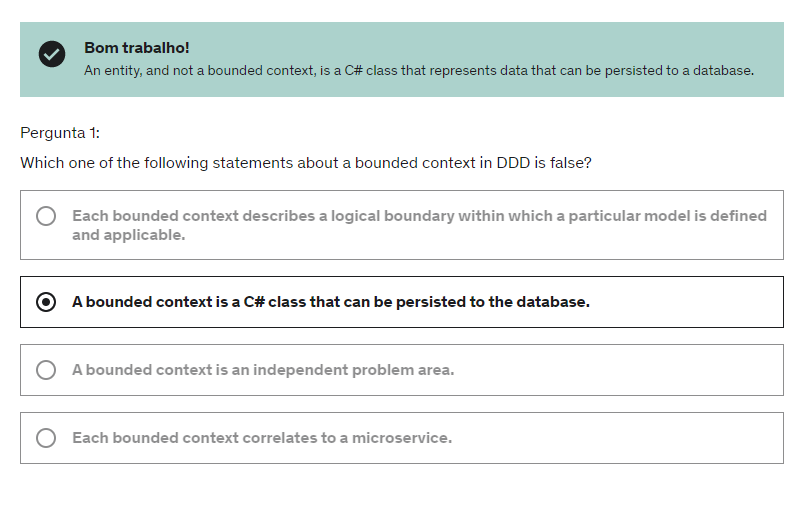 Bom trabalho!
An entity, and not a bounded context, is a C# class that represents data that can be persisted to a database.
Pergunta 1:
Which one of the following statements about a bounded context in DDD is false?
Each bounded context describes a logical boundary within which a particular model is defined
and applicable.
A bounded context is a C# class that can be persisted to the database.
A bounded context is an independent problem area.
Each bounded context correlates to a microservice.